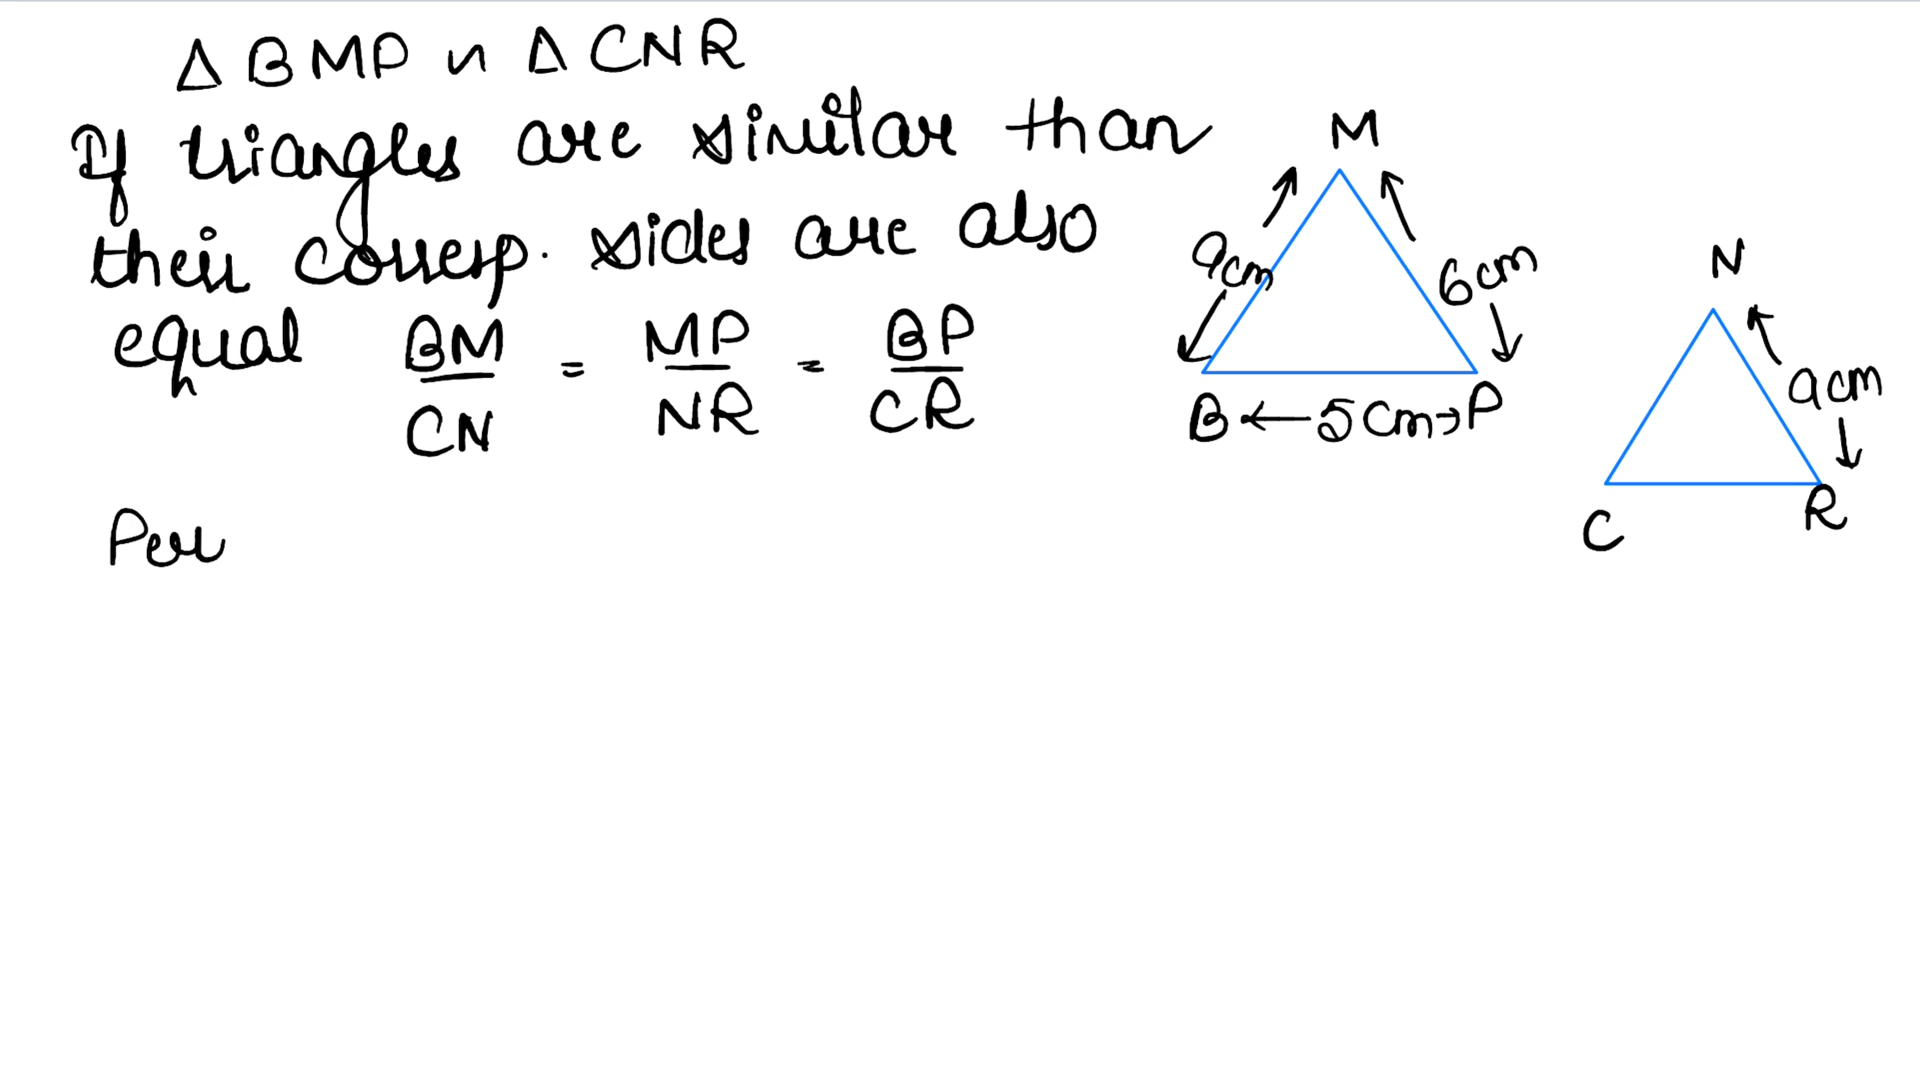 Δ BMP ∽ Δ CNR
If triangles are similar than
their corresp. sides are also
equal BM/CN = MP/NR = BP/CR
Per
M
9cm
6cm
B ← 5cm → P
N
9cm
C
R